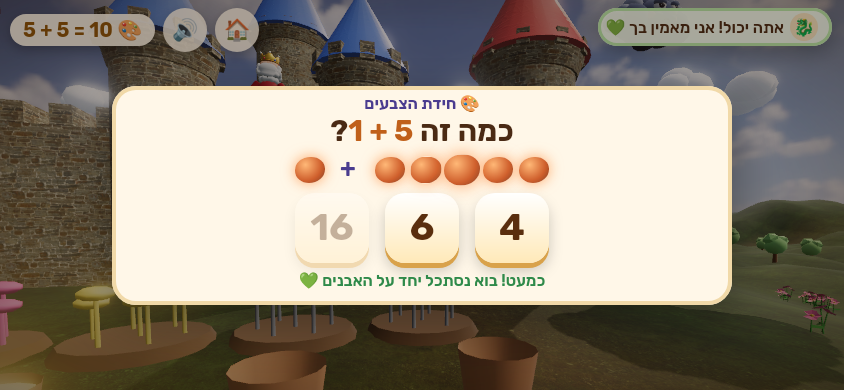 אתה יכול! אני מאמין בך 💚
5 + 5 = 10
🎨 חידת הצבעים
כמה זה 5 + 1?
+
4
6
16
כמעט! בוא נסתכל יחד על האבנים 💚